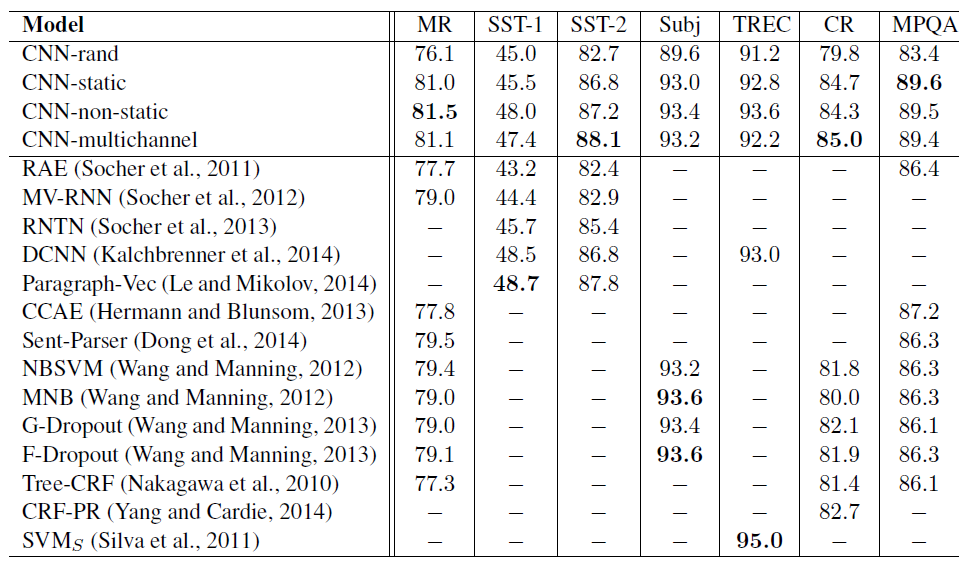 Model MR SST-1 SST-2 Subj TREC CR MPQA
CNN-rand 76.1 45.0 82.7 89.6 91.2 79.8 83.4
CNN-static 81.0 45.5 86.8 93.0 92.8 84.7 89.6
CNN-non-static 81.5 48.0 87.2 93.4 93.6 84.3 89.5
CNN-multichannel 81.1 47.4 88.1 93.2 92.2 85.0 89.4
RAE (Socher et al., 2011) 77.7 43.2 82.4 – – – 86.4
MV-RNN (Socher et al., 2012) 79.0 44.4 82.9 – – – –
RNTN (Socher et al., 2013) – 45.7 85.4 – – – –
DCNN (Kalchbrenner et al., 2014) – 48.5 86.8 – 93.0 – –
Paragraph-Vec (Le and Mikolov, 2014) – 48.7 87.8 – – – –
CCAE (Hermann and Blunsom, 2013) 77.8 – – – – – 87.2
Sent-Parser (Dong et al., 2014) 79.5 – – – – – 86.3
NBSVM (Wang and Manning, 2012) 79.4 – – 93.2 – 81.8 86.3
MNB (Wang and Manning, 2012) 79.0 – – 93.6 – 80.0 86.3
G-Dropout (Wang and Manning, 2013) 79.0 – – 93.4 – 82.1 86.1
F-Dropout (Wang and Manning, 2013) 79.1 – – 93.6 – 81.9 86.3
Tree-CRF (Nakagawa et al., 2010) 77.3 – – – – 81.4 86.1
CRF-PR (Yang and Cardie, 2014) – – – – – 82.7 –
SVMS (Silva et al., 2011) – – – – 95.0 – –